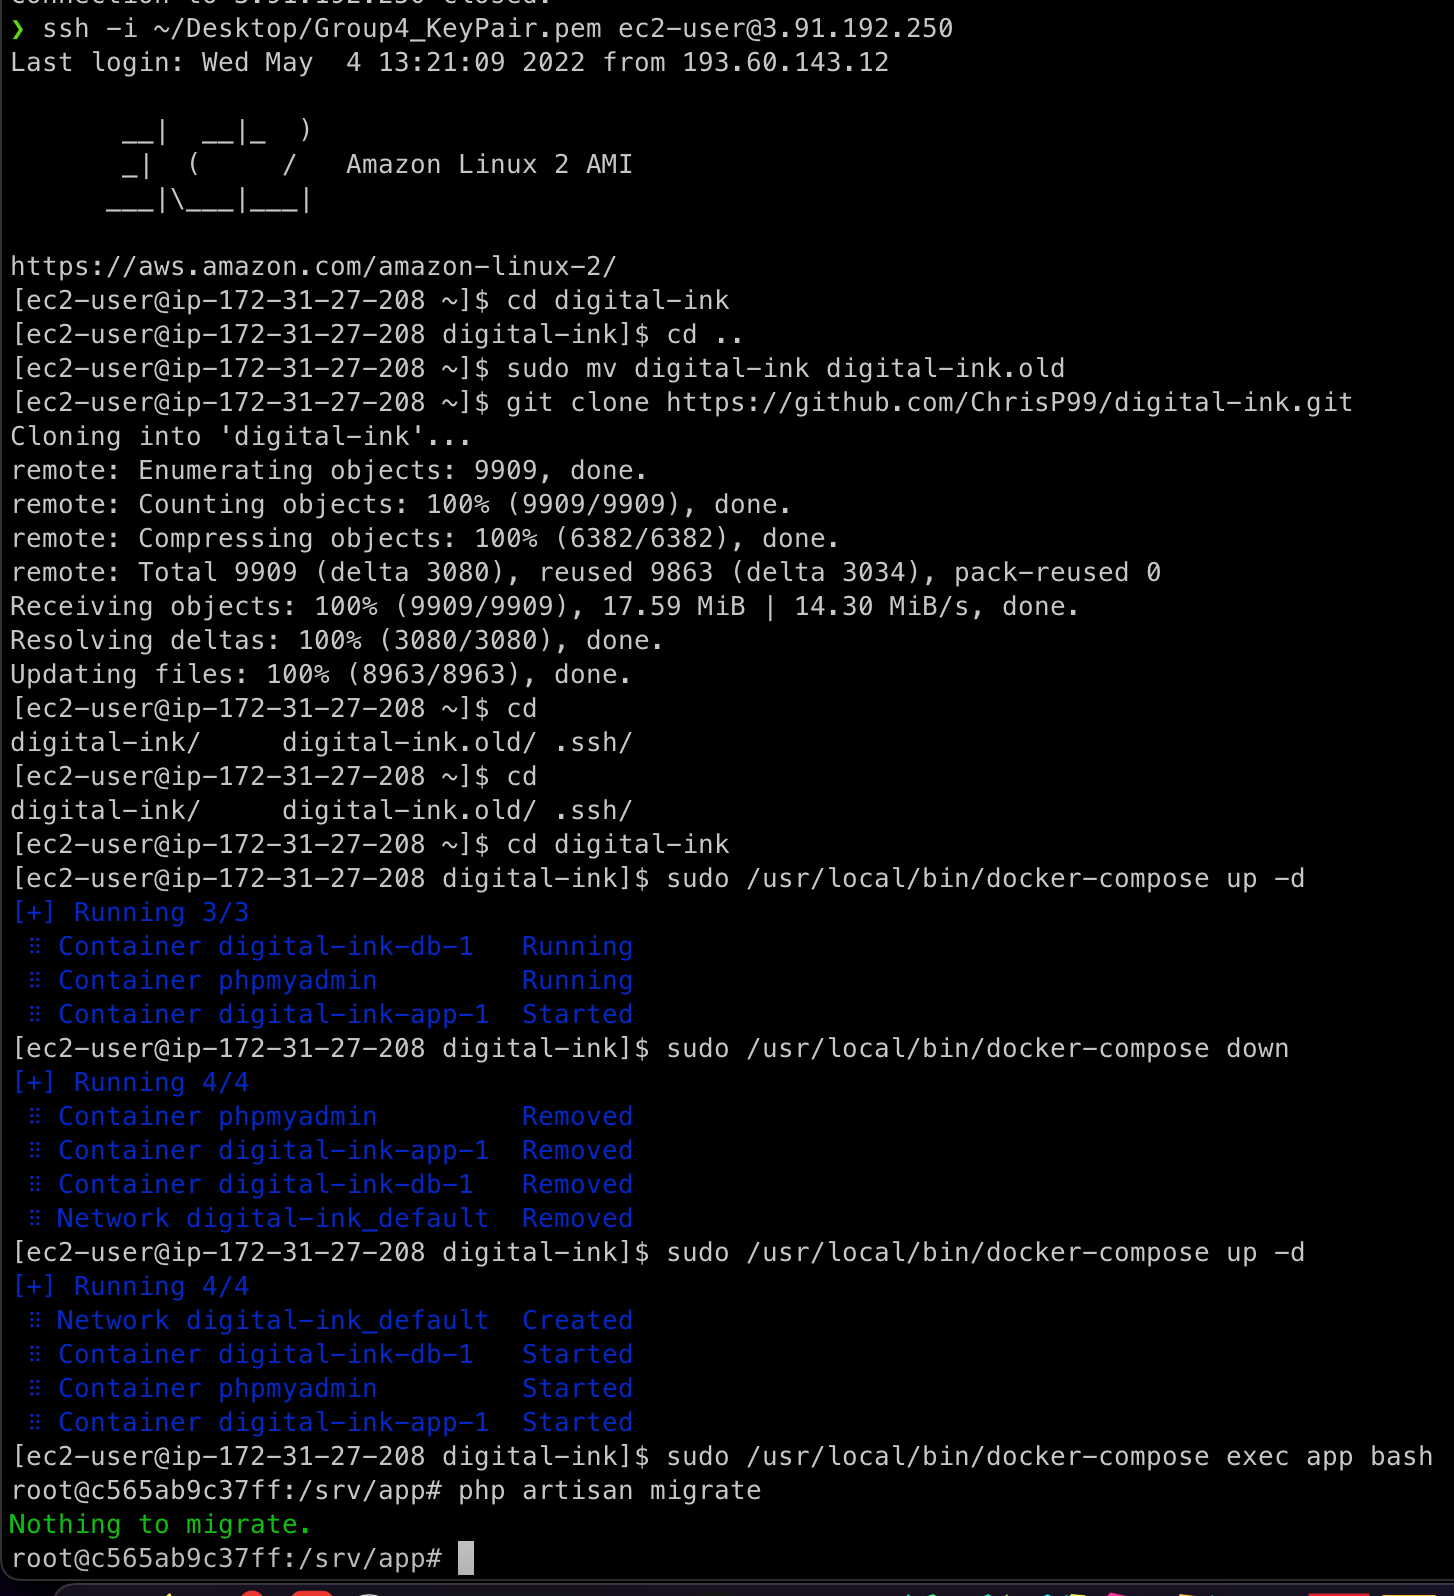 ❯ ssh -i ~/Desktop/Group4_KeyPair.pem ec2-user@3.91.192.250
Last login: Wed May  4 13:21:09 2022 from 193.60.143.12
       __|  __|_  )
       _|  (     /   Amazon Linux 2 AMI
      ___|\___|___|
https://aws.amazon.com/amazon-linux-2/
[ec2-user@ip-172-31-27-208 ~]$ cd digital-ink
[ec2-user@ip-172-31-27-208 digital-ink]$ cd ..
[ec2-user@ip-172-31-27-208 ~]$ sudo mv digital-ink digital-ink.old
[ec2-user@ip-172-31-27-208 ~]$ git clone https://github.com/ChrisP99/digital-ink.git
Cloning into 'digital-ink'...
remote: Enumerating objects: 9909, done.
remote: Counting objects: 100% (9909/9909), done.
remote: Compressing objects: 100% (6382/6382), done.
remote: Total 9909 (delta 3080), reused 9863 (delta 3034), pack-reused 0
Receiving objects: 100% (9909/9909), 17.59 MiB | 14.30 MiB/s, done.
Resolving deltas: 100% (3080/3080), done.
Updating files: 100% (8963/8963), done.
[ec2-user@ip-172-31-27-208 ~]$ cd
digital-ink/     digital-ink.old/ .ssh/
[ec2-user@ip-172-31-27-208 ~]$ cd
digital-ink/     digital-ink.old/ .ssh/
[ec2-user@ip-172-31-27-208 ~]$ cd digital-ink
[ec2-user@ip-172-31-27-208 digital-ink]$ sudo /usr/local/bin/docker-compose up -d
[+] Running 3/3
 ⠿ Container digital-ink-db-1   Running
 ⠿ Container phpmyadmin         Running
 ⠿ Container digital-ink-app-1  Started
[ec2-user@ip-172-31-27-208 digital-ink]$ sudo /usr/local/bin/docker-compose down
[+] Running 4/4
 ⠿ Container phpmyadmin         Removed
 ⠿ Container digital-ink-app-1  Removed
 ⠿ Container digital-ink-db-1   Removed
 ⠿ Network digital-ink_default  Removed
[ec2-user@ip-172-31-27-208 digital-ink]$ sudo /usr/local/bin/docker-compose up -d
[+] Running 4/4
 ⠿ Network digital-ink_default  Created
 ⠿ Container digital-ink-db-1   Started
 ⠿ Container phpmyadmin         Started
 ⠿ Container digital-ink-app-1  Started
[ec2-user@ip-172-31-27-208 digital-ink]$ sudo /usr/local/bin/docker-compose exec app bash
root@c565ab9c37ff:/srv/app# php artisan migrate
Nothing to migrate.
root@c565ab9c37ff:/srv/app#